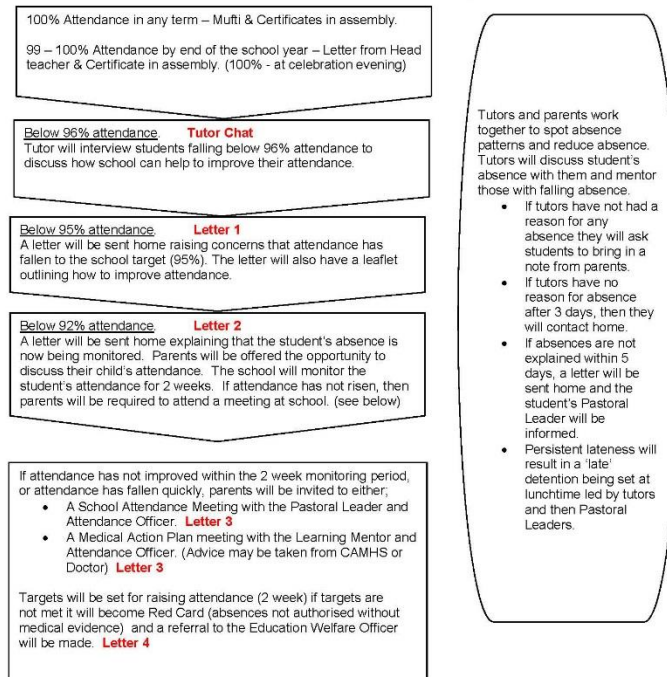 100% Attendance in any term – Mufti & Certificates in assembly.
99 – 100% Attendance by end of the school year – Letter from Head
teacher & Certificate in assembly. (100% - at celebration evening)
Below 96% attendance. Tutor Chat
Tutor will interview students falling below 96% attendance to
discuss how school can help to improve their attendance.
Below 95% attendance. Letter 1
A letter will be sent home raising concerns that attendance has
fallen to the school target (95%). The letter will also have a leaflet
outlining how to improve attendance.
Below 92% attendance. Letter 2
A letter will be sent home explaining that the student's absence is
now being monitored. Parents will be offered the opportunity to
discuss their child's attendance. The school will monitor the
student's attendance for 2 weeks. If attendance has not risen, then
parents will be required to attend a meeting at school. (see below)
If attendance has not improved within the 2 week monitoring period,
or attendance has fallen quickly, parents will be invited to either;
• A School Attendance Meeting with the Pastoral Leader and
Attendance Officer. Letter 3
• A Medical Action Plan meeting with the Learning Mentor and
Attendance Officer. (Advice may be taken from CAMHS or
Doctor) Letter 3
Targets will be set for raising attendance (2 week) if targets are
not met it will become Red Card (absences not authorised without
medical evidence) and a referral to the Education Welfare Officer
will be made. Letter 4
Tutors and parents work
together to spot absence
patterns and reduce absence.
Tutors will discuss student's
absence with them and mentor
those with falling absence.
• If tutors have not had a
reason for any
absence they will ask
students to bring in a
note from parents.
• If tutors have no
reason for absence
after 3 days, then they
will contact home.
• If absences are not
explained within 5
days, a letter will be
sent home and the
student's Pastoral
Leader will be
informed.
• Persistent lateness will
result in a 'late'
detention being set at
lunchtime led by tutors
and then Pastoral
Leaders.